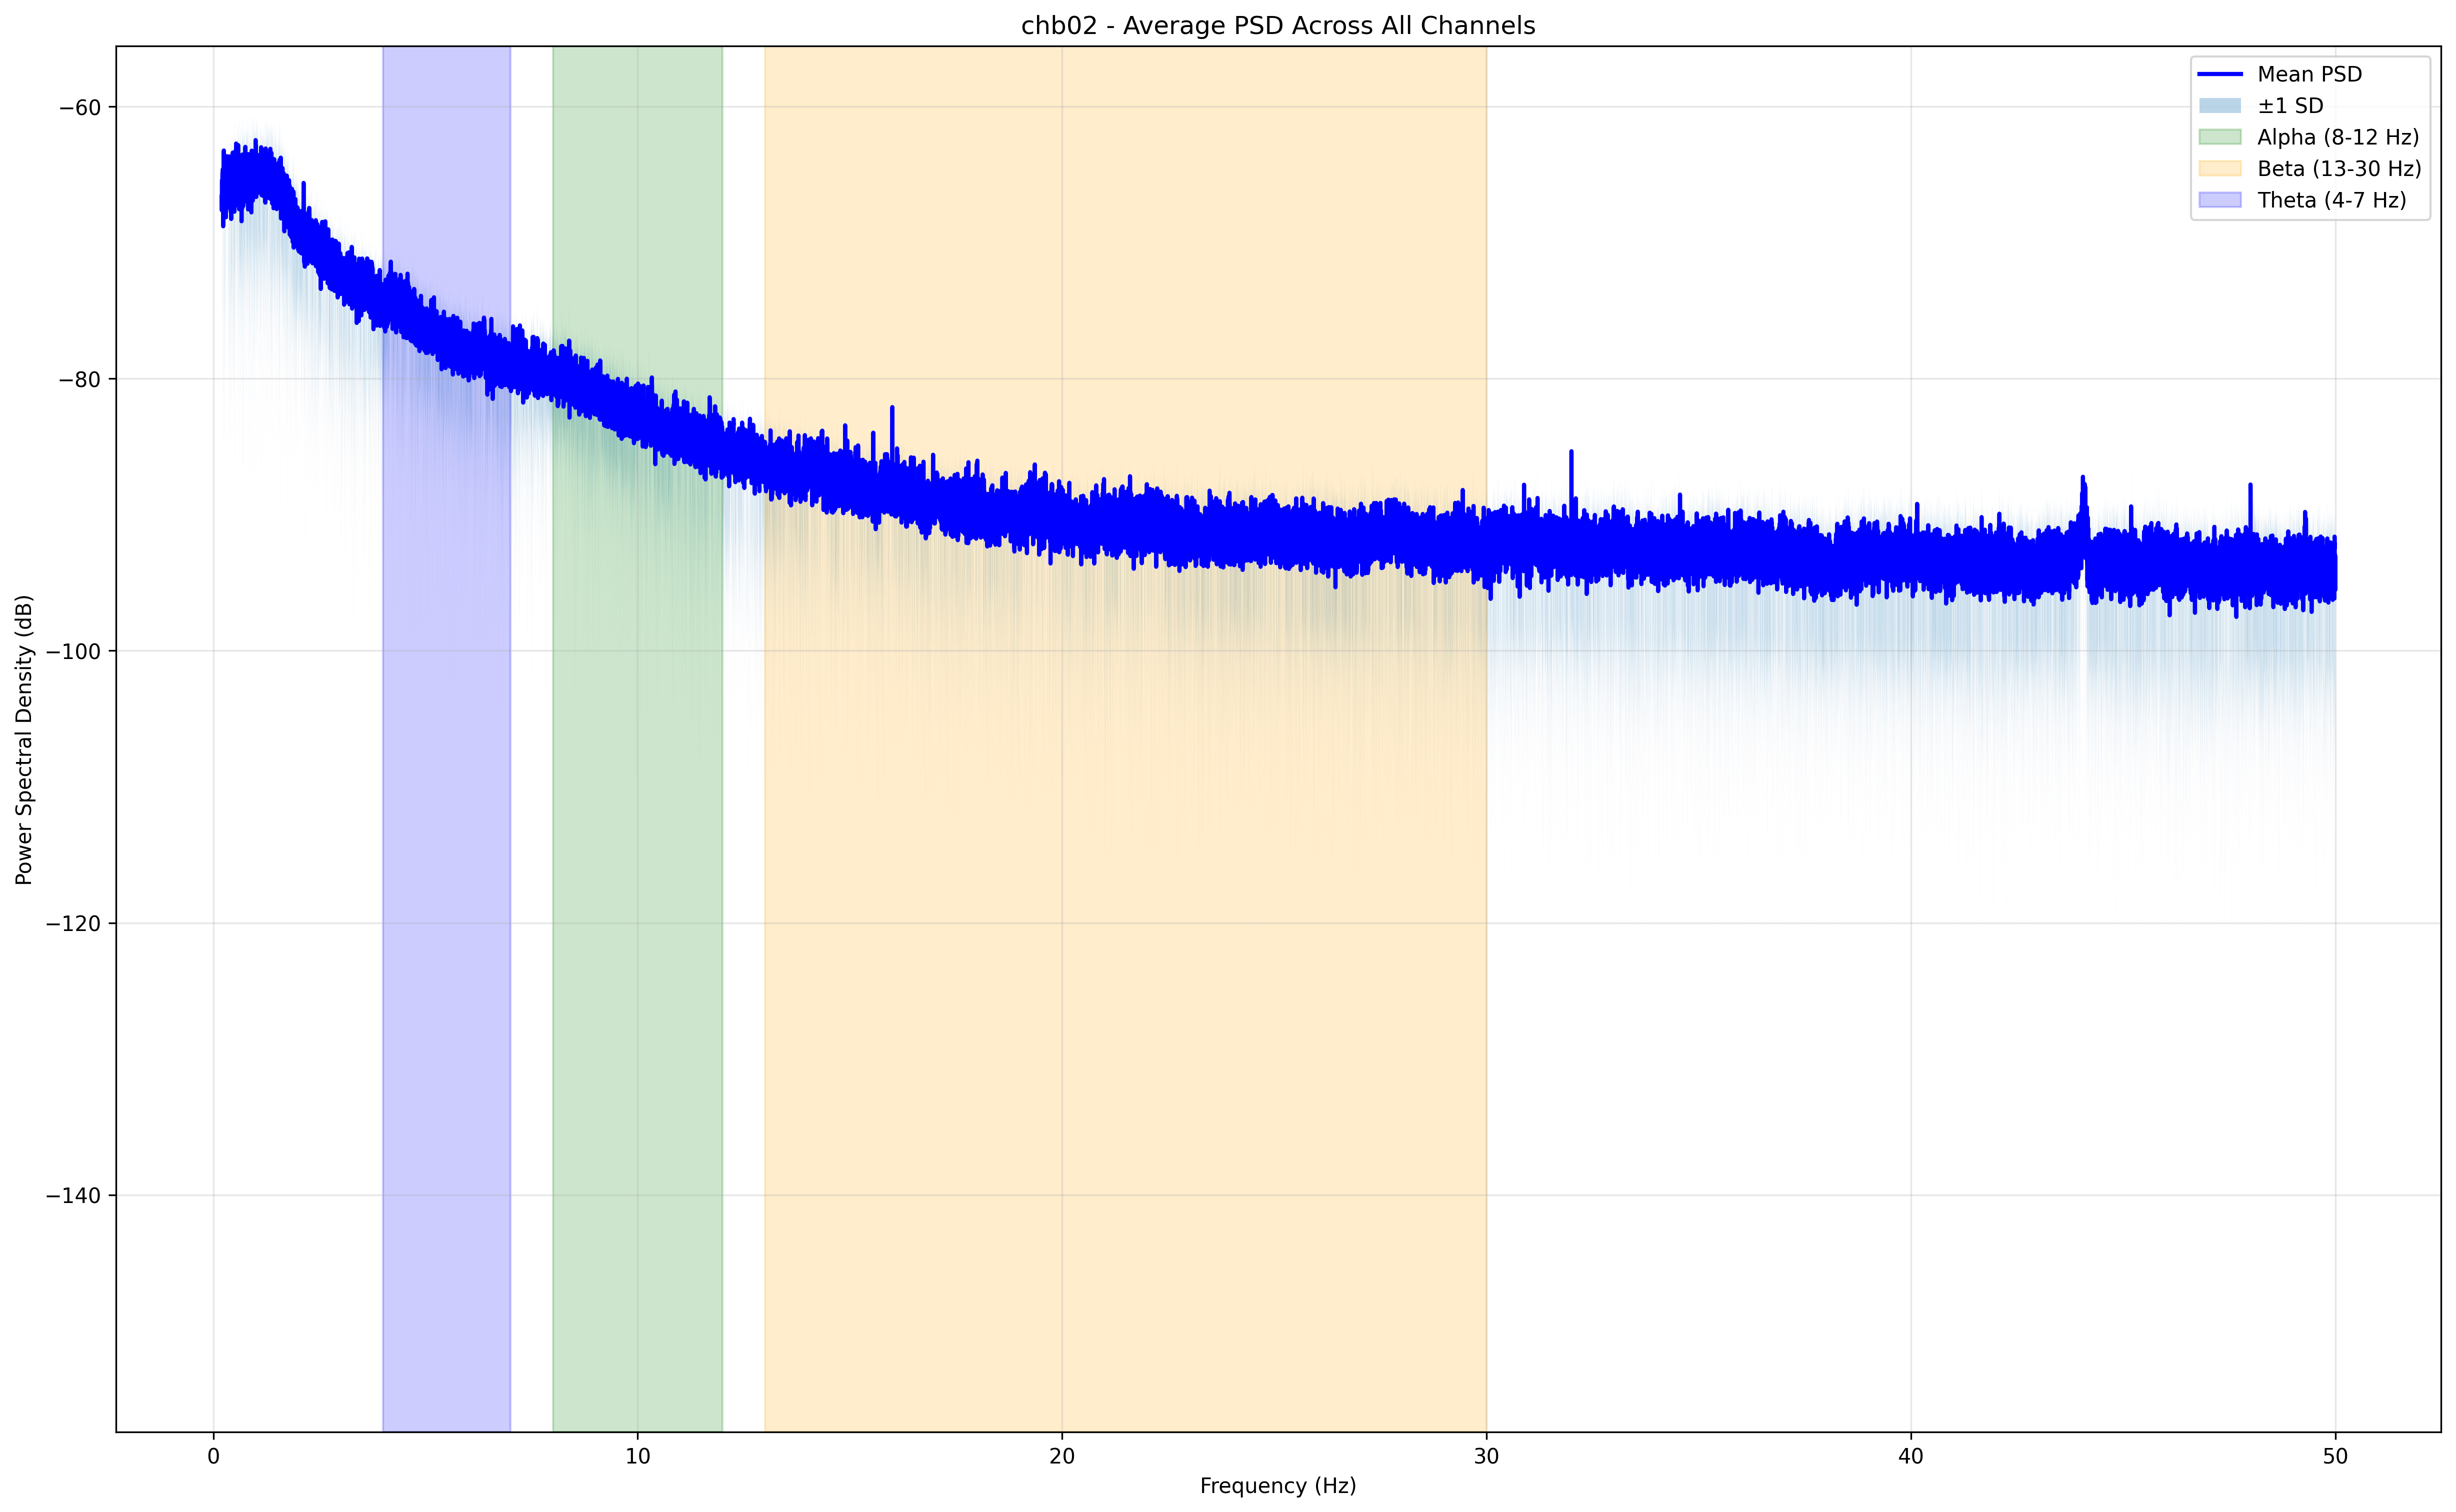 chb02 - Average PSD Across All Channels
Mean PSD
±1 SD
Alpha (8-12 Hz)
Beta (13-30 Hz)
Theta (4-7 Hz)
Power Spectral Density (dB)
−60
−80
−100
−120
−140
0 10 20 30 40 50
Frequency (Hz)